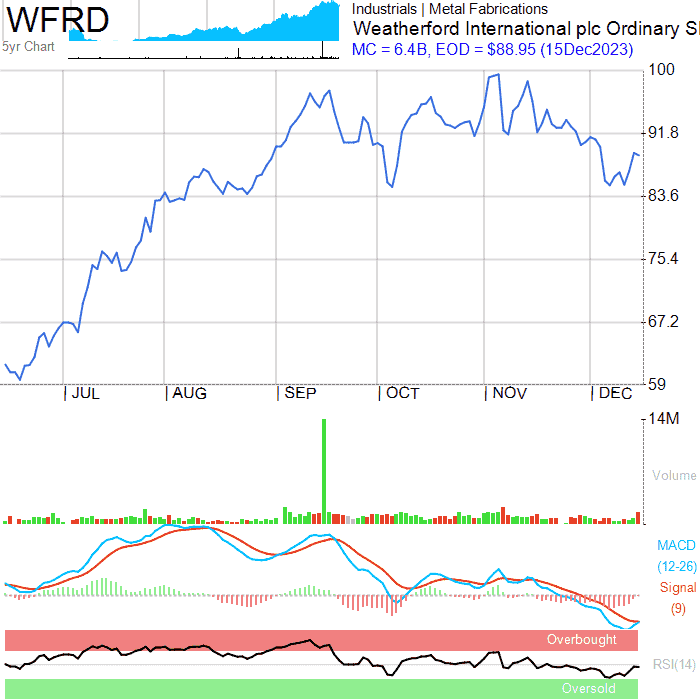 WFRD
5yr Chart
Industrials | Metal Fabrications
Weatherford International plc Ordinary S
MC = 6.4B, EOD = $88.95 (15Dec2023)
100
91.8
83.6
75.4
67.2
59
JUL
AUG
SEP
OCT
NOV
DEC
14M
Volume
MACD
(12-26)
Signal
(9)
Overbought
RSI(14)
Oversold